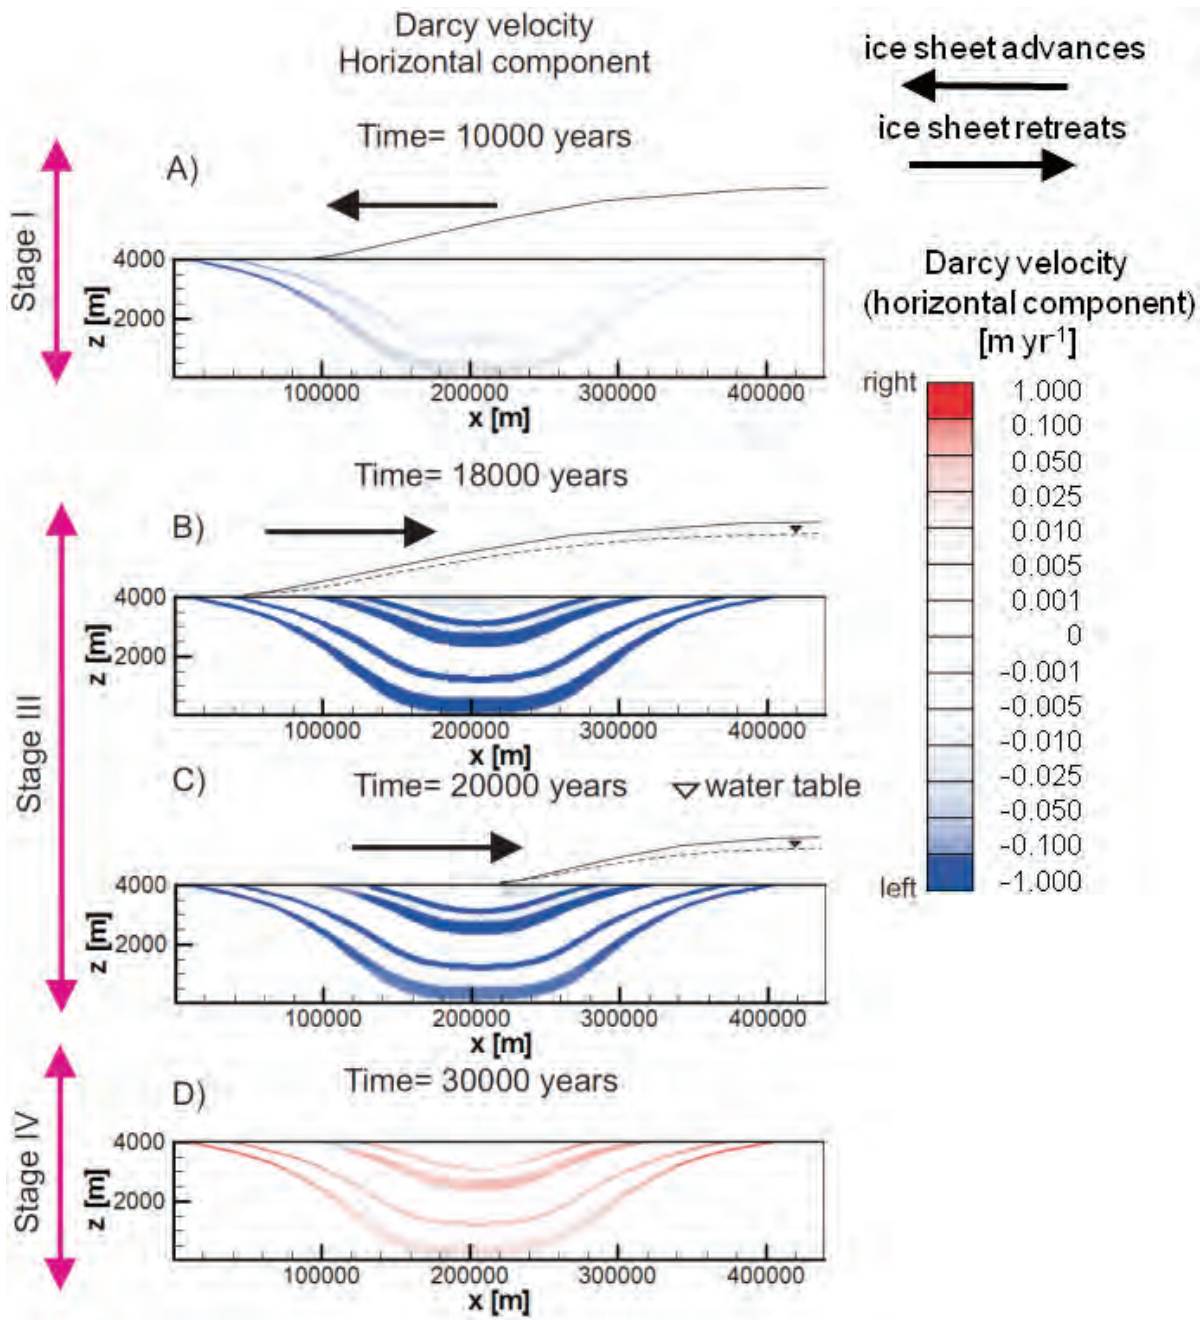 Darcy velocity
Horizontal component
ice sheet advances
ice sheet retreats
Stage I
Time= 10000 years
A)
4000
2000
z [m]
100000 200000 300000 400000
x [m]
Darcy velocity
(horizontal component)
[m yr-1]
right
1.000
0.100
0.050
0.025
0.010
0.005
0.001
0
-0.001
-0.005
-0.010
-0.025
-0.050
-0.100
-1.000
left
Stage III
Time= 18000 years
B)
4000
2000
z [m]
100000 200000 300000 400000
x [m]
C)
Time= 20000 years
water table
4000
2000
z [m]
100000 200000 300000 400000
x [m]
Stage IV
Time= 30000 years
D)
4000
2000
z [m]
100000 200000 300000 400000
x [m]